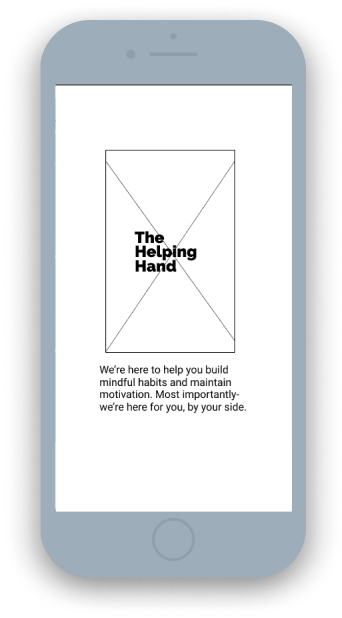 The
Helping
Hand
We're here to help you build
mindful habits and maintain
motivation. Most importantly-
we're here for you, by your side.